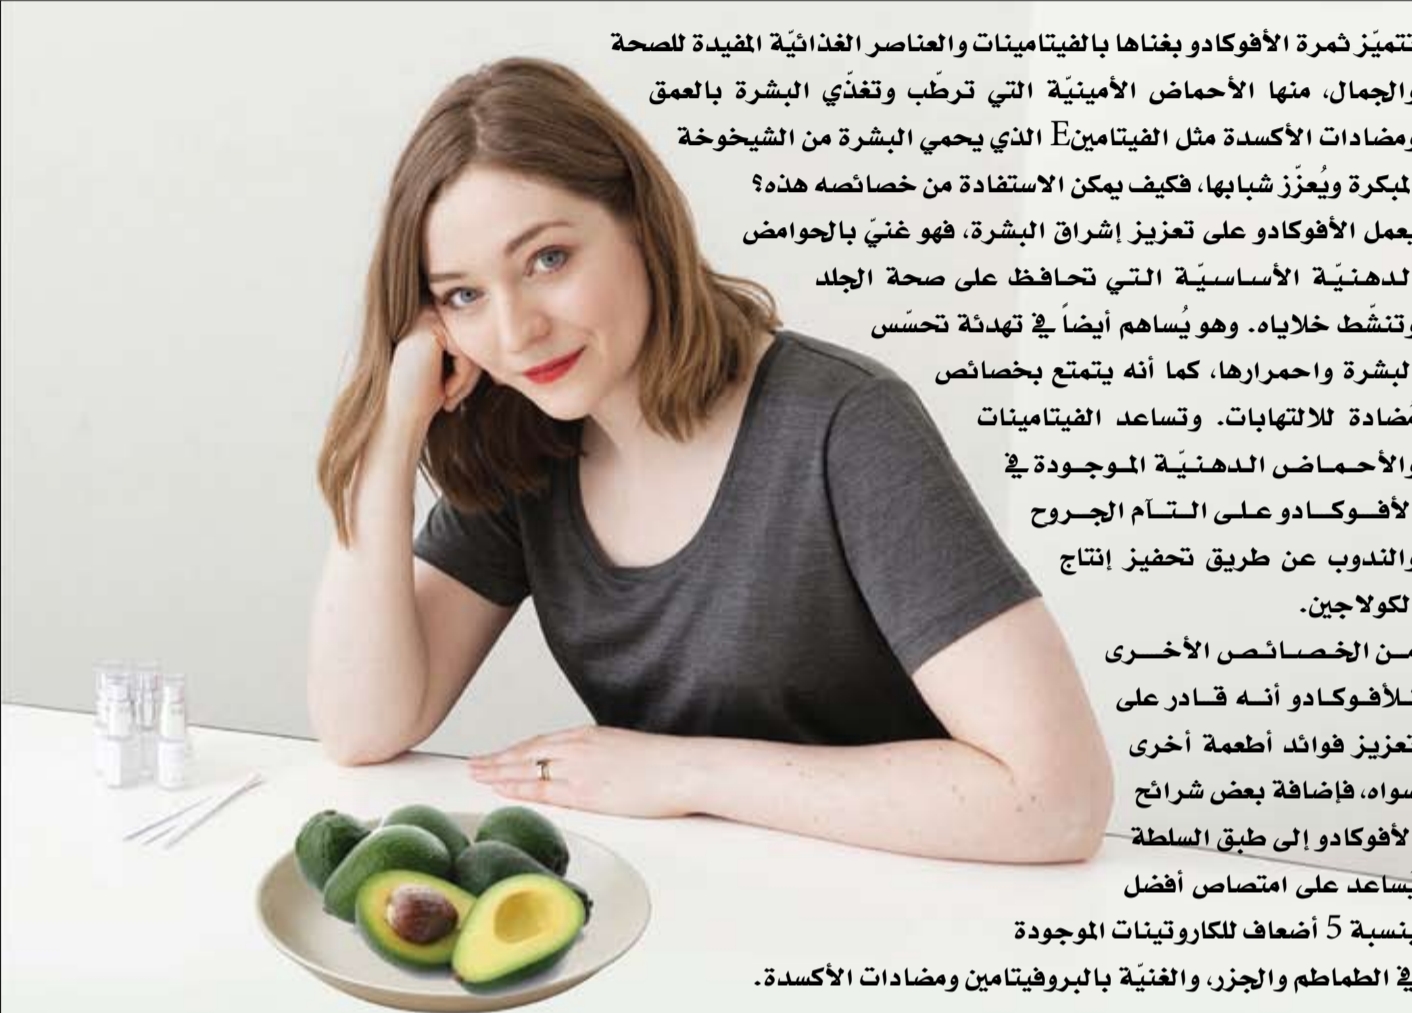 تتميّز ثمرة الأفوكادو بغناها بالفيتامينات والعناصر الغذائيّة المفيدة للصحة
والجمال، منها الأحماض الأمينيّة التي ترطّب وتغذّي البشرة بالعمق
ومضادات الأكسدة مثل الفيتامينE الذي يحمي البشرة من الشيخوخة
المبكرة ويُعزّز شبابها، فكيف يمكن الاستفادة من خصائصه هذه؟
يعمل الأفوكادو على تعزيز إشراق البشرة، فهو غنيّ بالحوامض
الدهنيّة الأساسيّة التي تحافظ على صحة الجلد
وتنشّط خلاياه. وهو يُساهم أيضاً في تهدئة تحسّس
البشرة واحمرارها، كما أنه يتمتع بخصائص
مُضادة للالتهابات. وتساعد الفيتامينات
والأحماض الدهنيّة الموجودة في
الأفوكادو على التآم الجروح
والندوب عن طريق تحفيز إنتاج
الكولاجين.
من الخصائص الأخرى
للأفوكادو أنه قادر على
تعزيز فوائد أطعمة أخرى
سواه، فإضافة بعض شرائح
الأفوكادو إلى طبق السلطة
يُساعد على امتصاص أفضل
بنسبة 5 أضعاف للكاروتينات الموجودة
في الطماطم والجزر، والغنيّة بالبروفيتامين ومضادات الأكسدة.